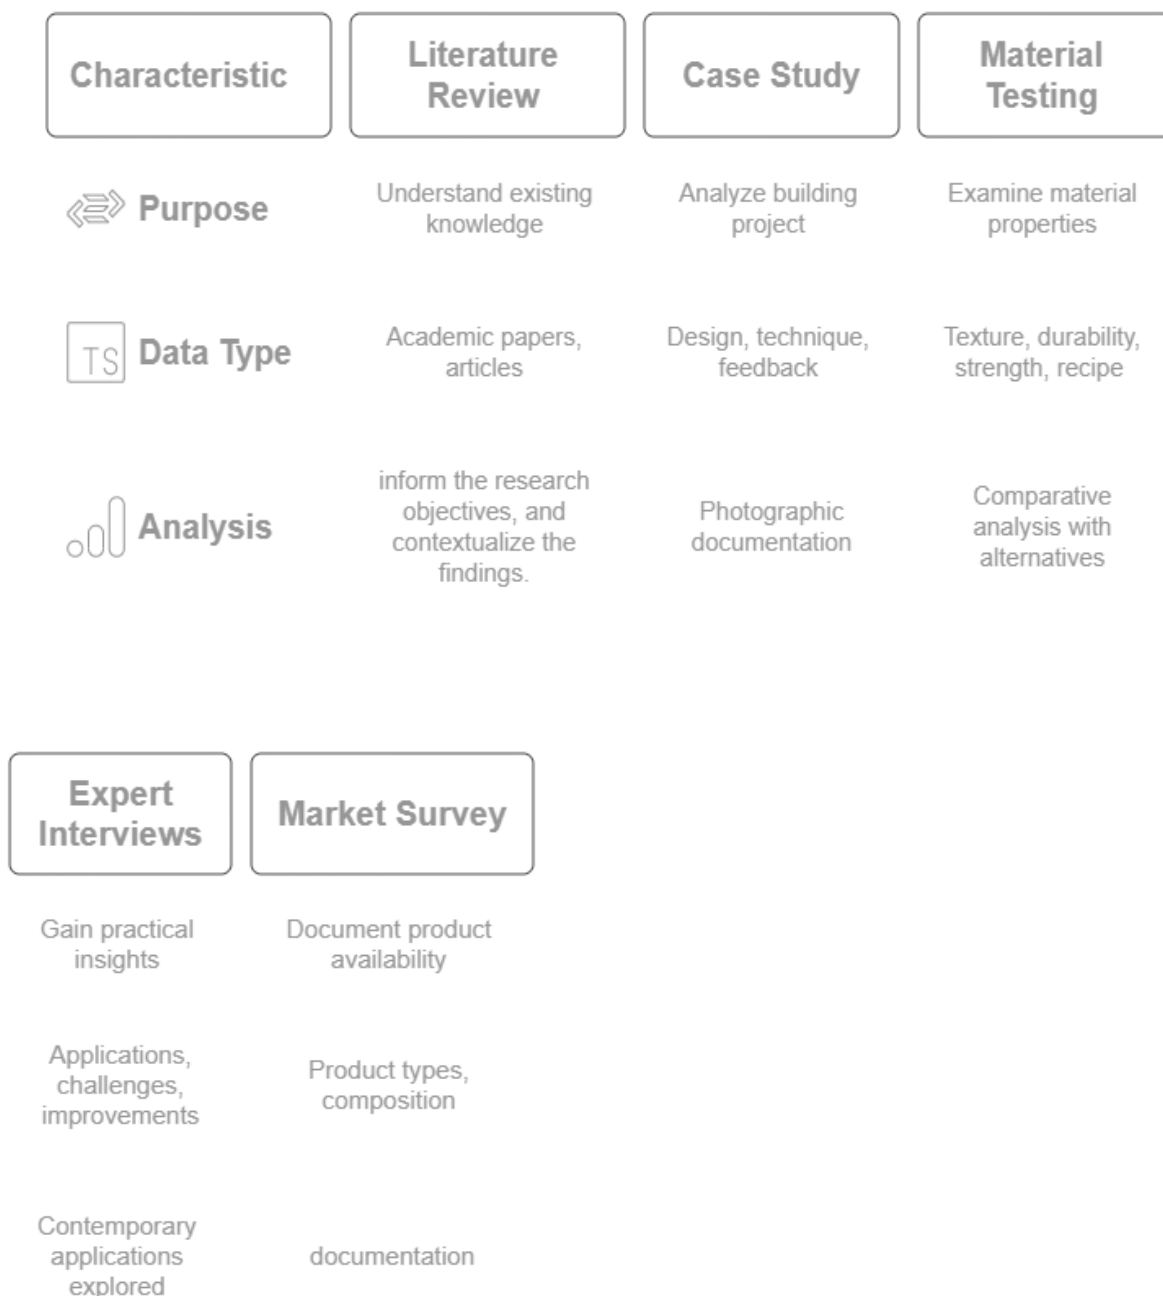 Characteristic
Literature
Review
Case Study
Material
Testing
Purpose
Understand existing
knowledge
Analyze building
project
Examine material
properties
TS
Data Type
Academic papers,
articles
Design, technique,
feedback
Texture, durability,
strength, recipe
Analysis
inform the research
objectives, and
contextualize the
findings.
Photographic
documentation
Comparative
analysis with
alternatives
Expert
Interviews
Market Survey
Gain practical
insights
Document product
availability
Applications,
challenges,
improvements
Product types,
composition
Contemporary
applications
explored
documentation